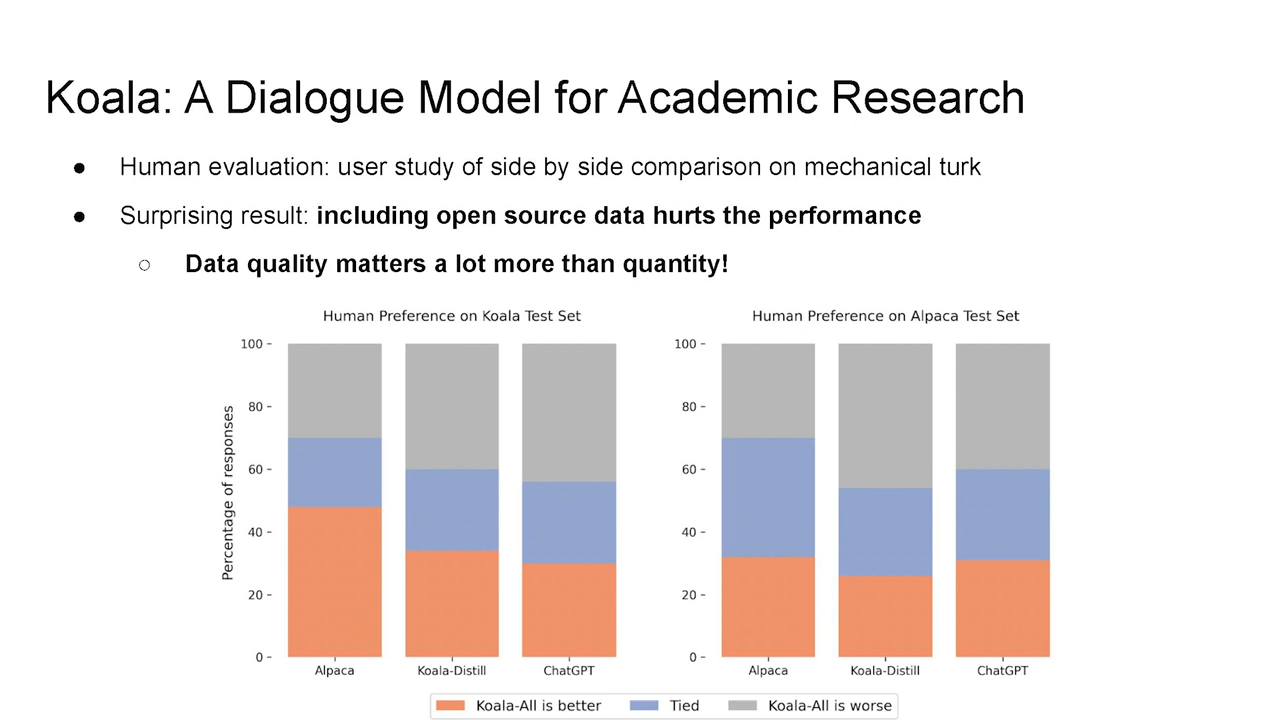 Koala: A Dialogue Model for Academic Research
● Human evaluation: user study of side by side comparison on mechanical turk
● Surprising result: including open source data hurts the performance
○ Data quality matters a lot more than quantity!
Human Preference on Koala Test Set
Percentage of responses
100
80
60
40
20
0
Alpaca Koala-Distill ChatGPT
Human Preference on Alpaca Test Set
100
80
60
40
20
0
Alpaca Koala-Distill ChatGPT
Koala-All is better Tied Koala-All is worse